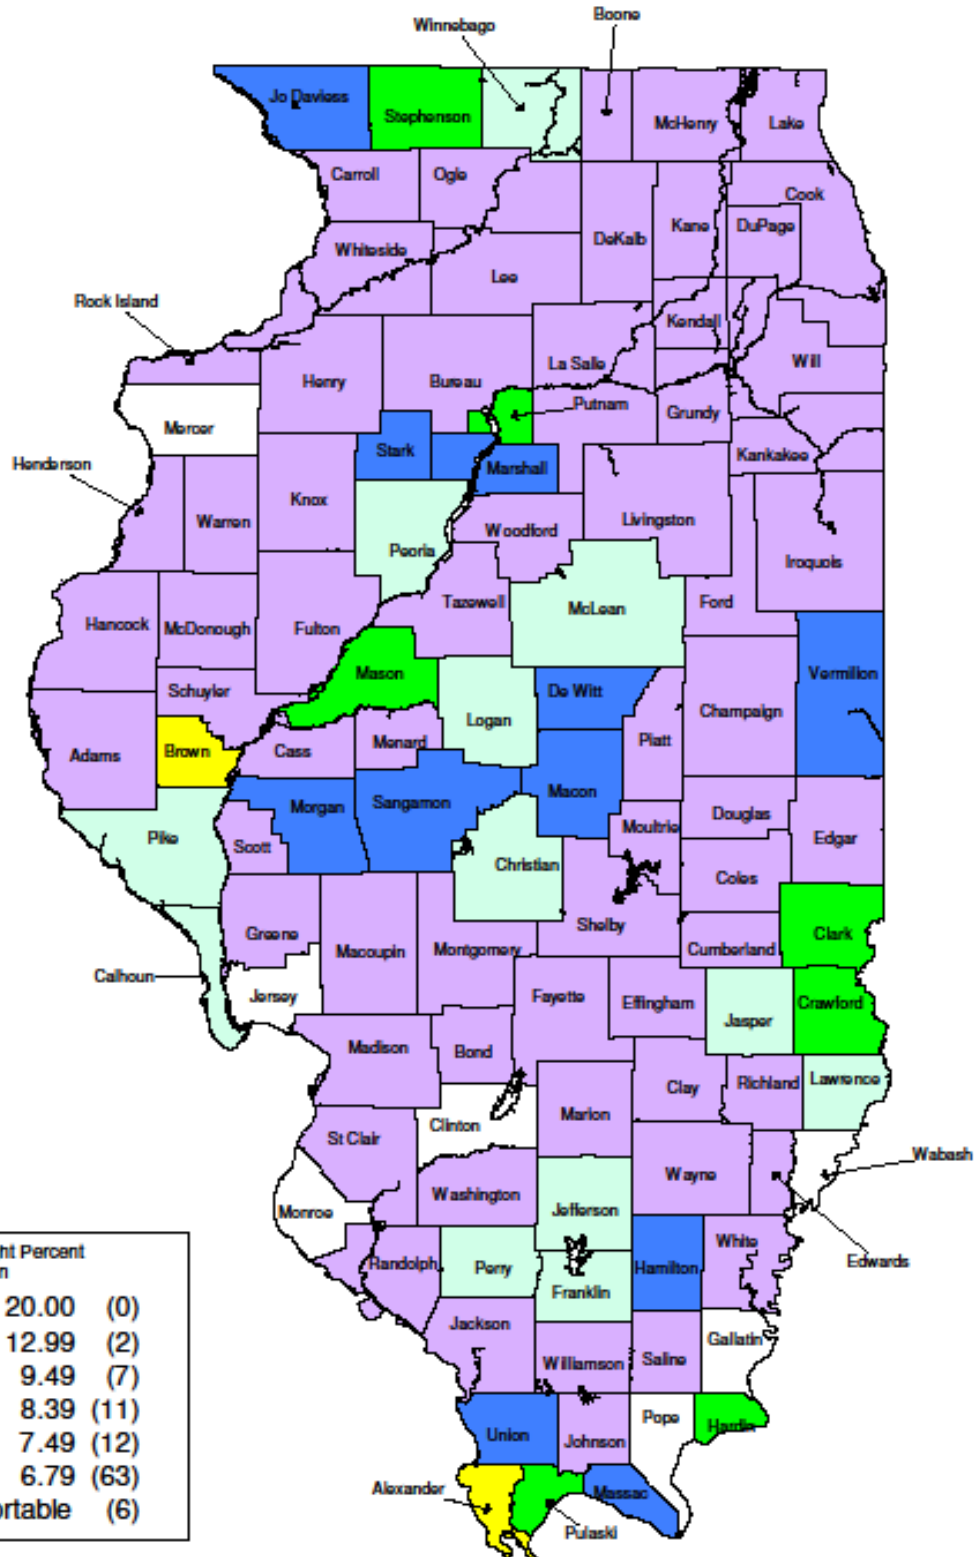 Boone
Winnebago
Jo Daviess
Stephenson
McHenry
Lake
Carroll
Ogle
Cook
DeKalb
Kane
DuPage
Whiteside
Lee
Rock Island
Kendall
La Salle
Will
Henry
Bureau
Putnam
Grundy
Mercer
Stark
Kankakee
Henderson
Marshall
Knox
Warren
Woodford
Livingston
Peoria
Iroquois
Tazewell
Ford
McLean
Hancock
McDonough
Fulton
Mason
Vermilion
Schuyler
De Witt
Champaign
Logan
Piatt
Menard
Brown
Cass
Adams
Macon
Sangamon
Morgan
Douglas
Moultrie
Pike
Edgar
Scott
Christian
Coles
Shelby
Greene
Clark
Macoupin
Montgomery
Cumberland
Calhoun
Jersey
Fayette
Effingham
Crawford
Jasper
Madison
Bond
Clay
Richland
Lawrence
Marion
Clinton
St Clair
Wabash
Wayne
Washington
Monroe
Jefferson
White
Edwards
Randolph
Perry
Hamilton
Franklin
Jackson
Gallatin
Saline
Williamson
Pope
Hardin
Union
Johnson
Alexander
Massac
Pulaski
ht Percent
n
20.00 (0)
12.99 (2)
9.49 (7)
8.39 (11)
7.49 (12)
6.79 (63)
rtable (6)